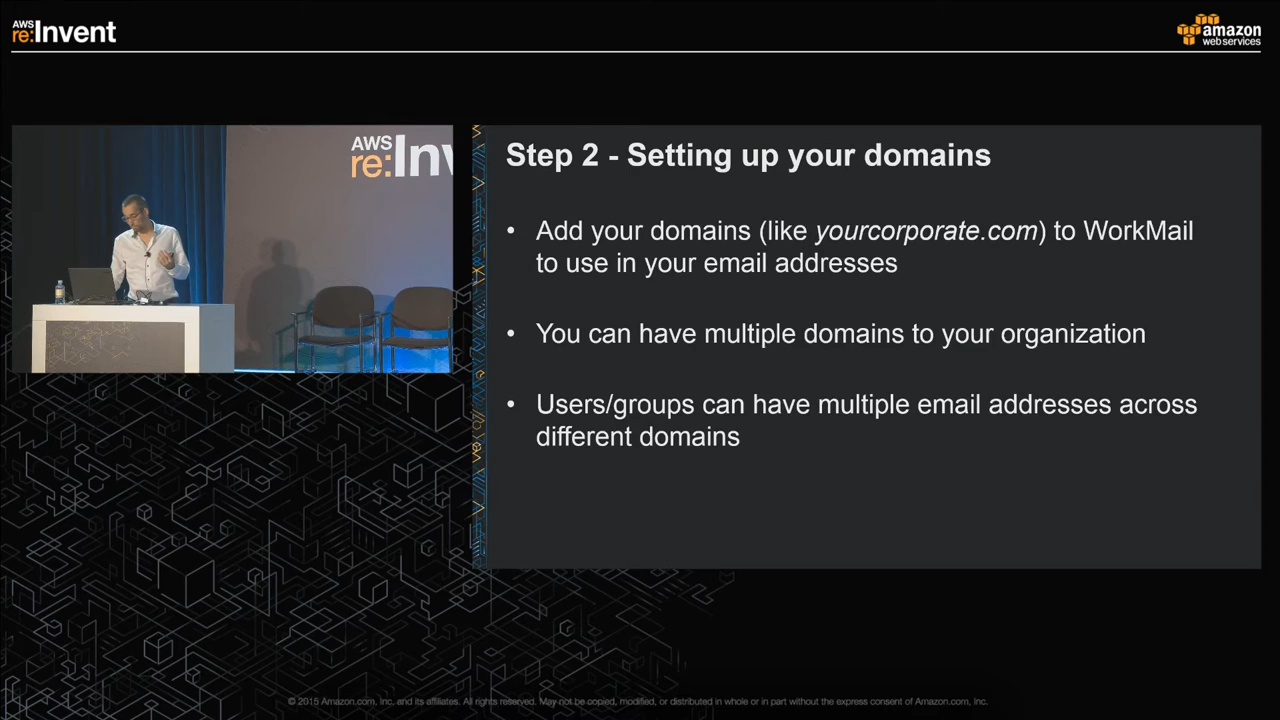 AWS
re:Invent
amazon
web services
AWS
re:Inv
Step 2 - Setting up your domains
• Add your domains (like yourcorporate.com) to WorkMail
to use in your email addresses
• You can have multiple domains to your organization
• Users/groups can have multiple email addresses across
different domains
© 2015 Amazon.com, Inc. and its affiliates. All rights reserved. May not be copied, modified, or distributed in whole or in part without the express consent of Amazon.com, Inc.